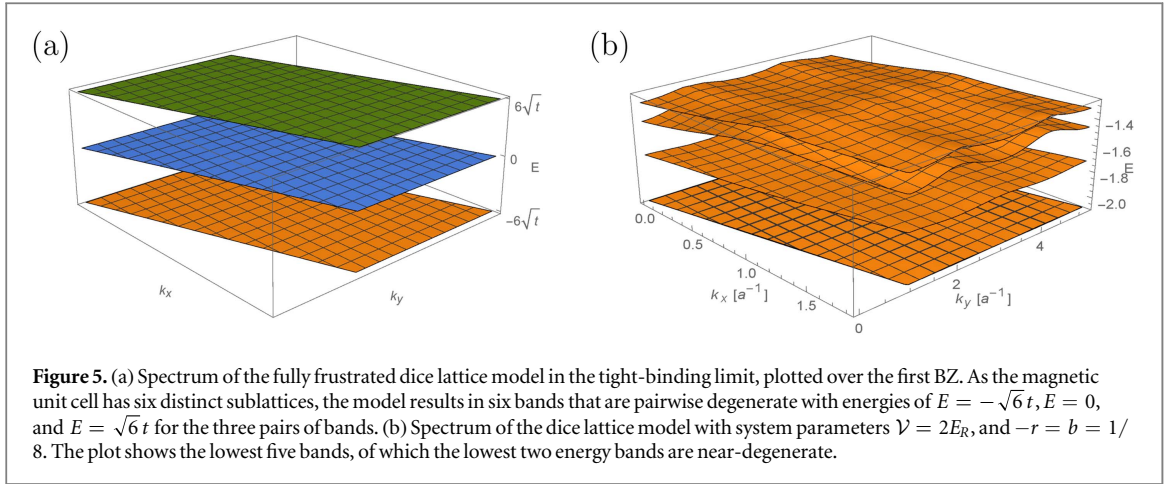 (a)
(b)
6√t
0
E
−6√t
k_x
k_y
−1.4
−1.6
E
−1.8
−2.0
0.0
0.5
1.0
1.5
k_x [a⁻¹]
0
2
4
k_y [a⁻¹]
Figure 5. (a) Spectrum of the fully frustrated dice lattice model in the tight-binding limit, plotted over the first BZ. As the magnetic
unit cell has six distinct sublattices, the model results in six bands that are pairwise degenerate with energies of E = −√6 t, E = 0,
and E = √6 t for the three pairs of bands. (b) Spectrum of the dice lattice model with system parameters 𝒱 = 2E_R, and −r = b = 1/
8. The plot shows the lowest five bands, of which the lowest two energy bands are near-degenerate.